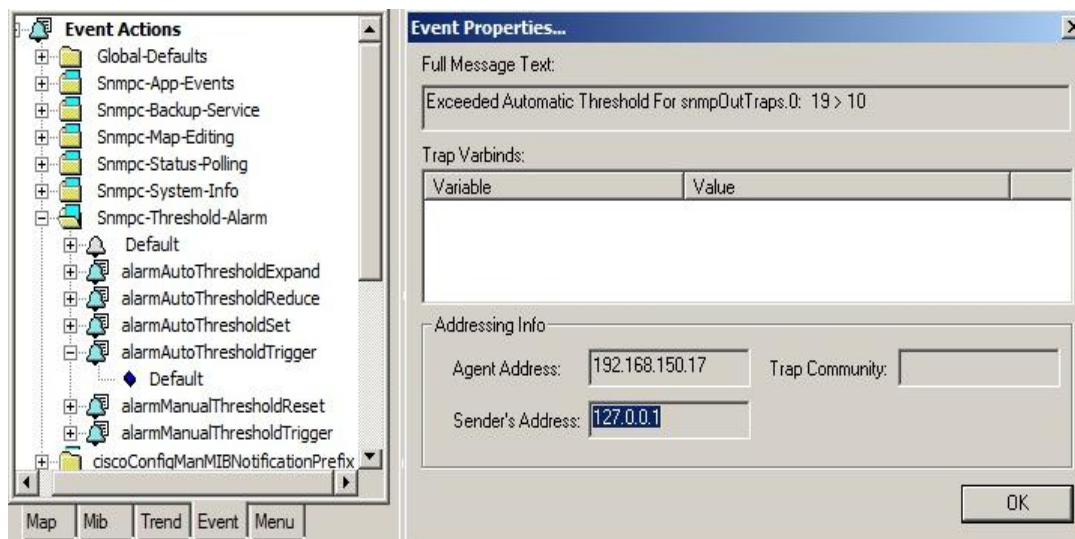 Event Actions
Global-Defaults
Snmpc-App-Events
Snmpc-Backup-Service
Snmpc-Map-Editing
Snmpc-Status-Polling
Snmpc-System-Info
Snmpc-Threshold-Alarm
Default
alarmAutoThresholdExpand
alarmAutoThresholdReduce
alarmAutoThresholdSet
alarmAutoThresholdTrigger
Default
alarmManualThresholdReset
alarmManualThresholdTrigger
ciscoConfigManMIBNotificationPrefix
Map Mib Trend Event Menu
Event Properties...
Full Message Text:
Exceeded Automatic Threshold For snmpOutTraps.0: 19 > 10
Trap Varbinds:
Variable Value
Addressing Info
Agent Address: 192.168.150.17 Trap Community:
Sender's Address: 127.0.0.1
OK